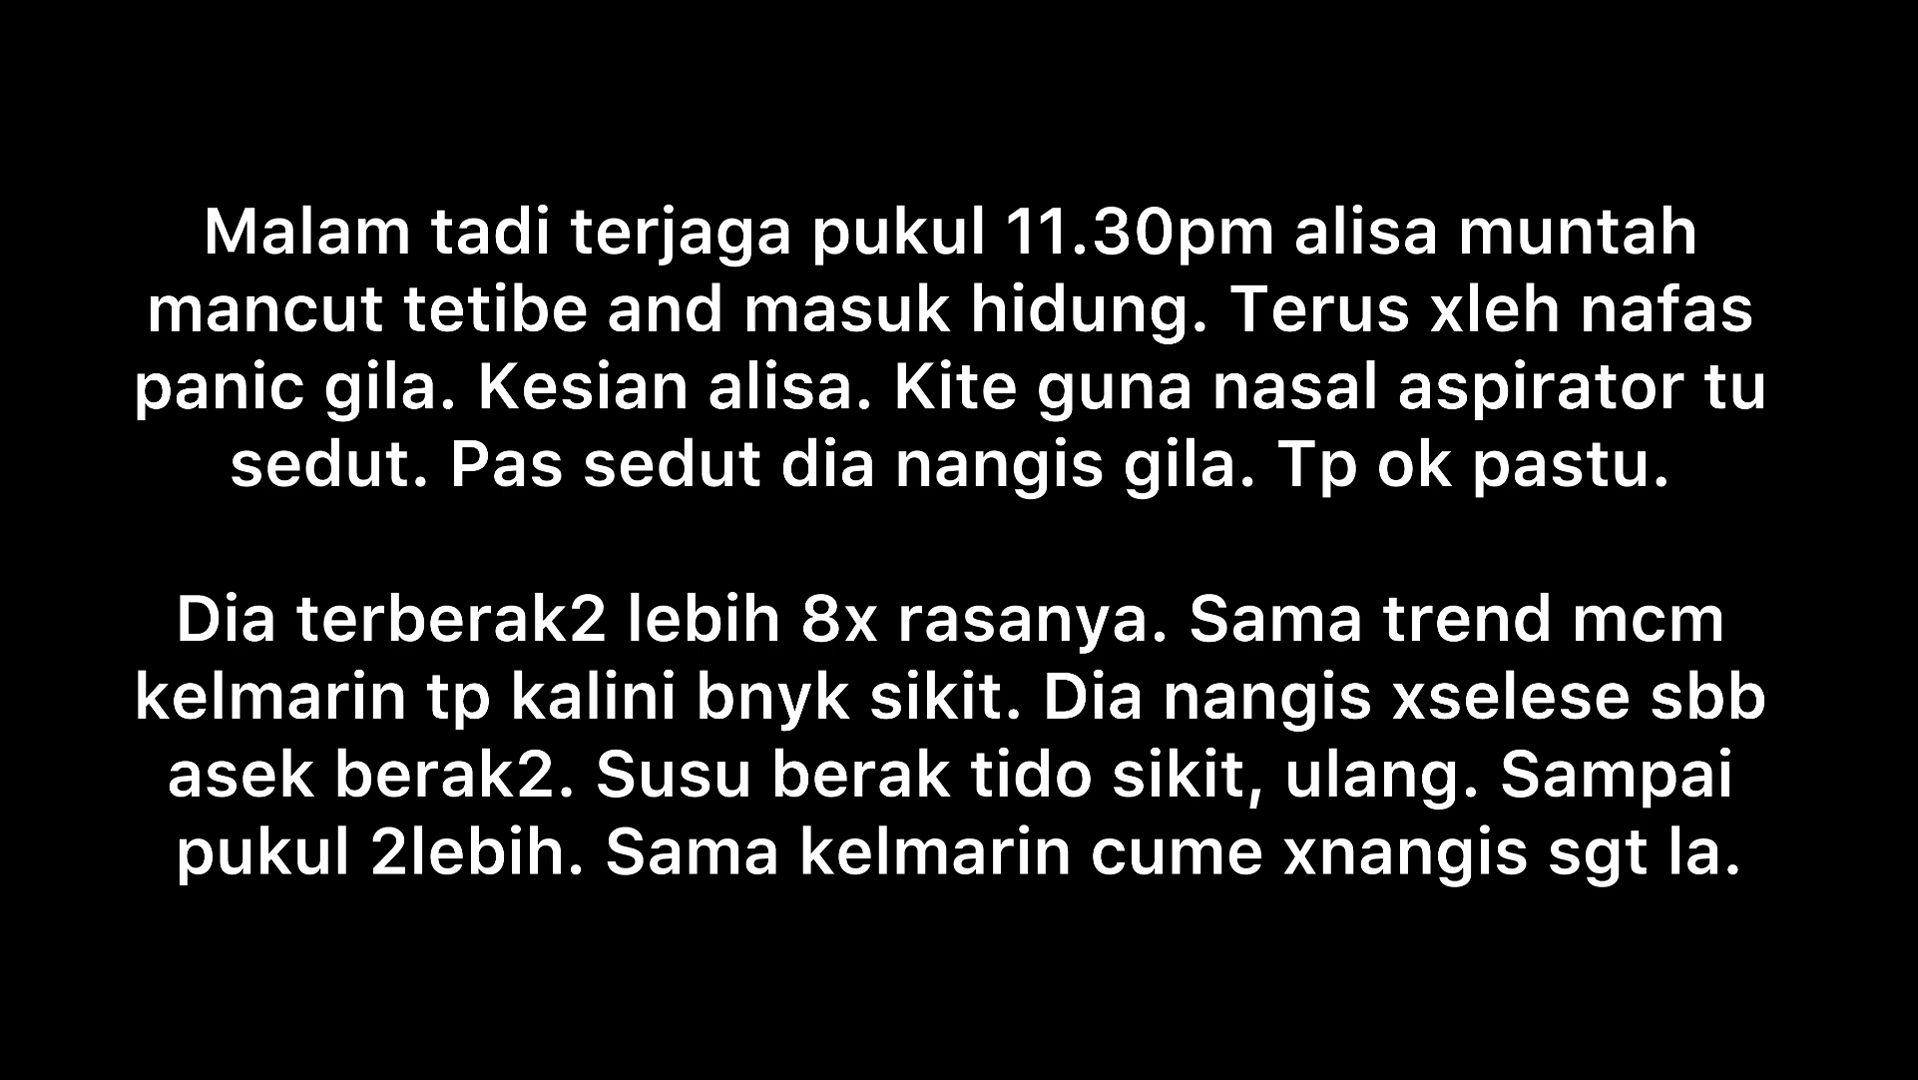 Malam tadi terjaga pukul 11.30pm alisa muntah
mancut tetibe and masuk hidung. Terus xleh nafas
panic gila. Kesian alisa. Kite guna nasal aspirator tu
sedut. Pas sedut dia nangis gila. Tp ok pastu.
Dia terberak2 lebih 8x rasanya. Sama trend mcm
kelmarin tp kalini bnyk sikit. Dia nangis xselese sbb
asek berak2. Susu berak tido sikit, ulang. Sampai
pukul 2lebih. Sama kelmarin cume xnangis sgt la.